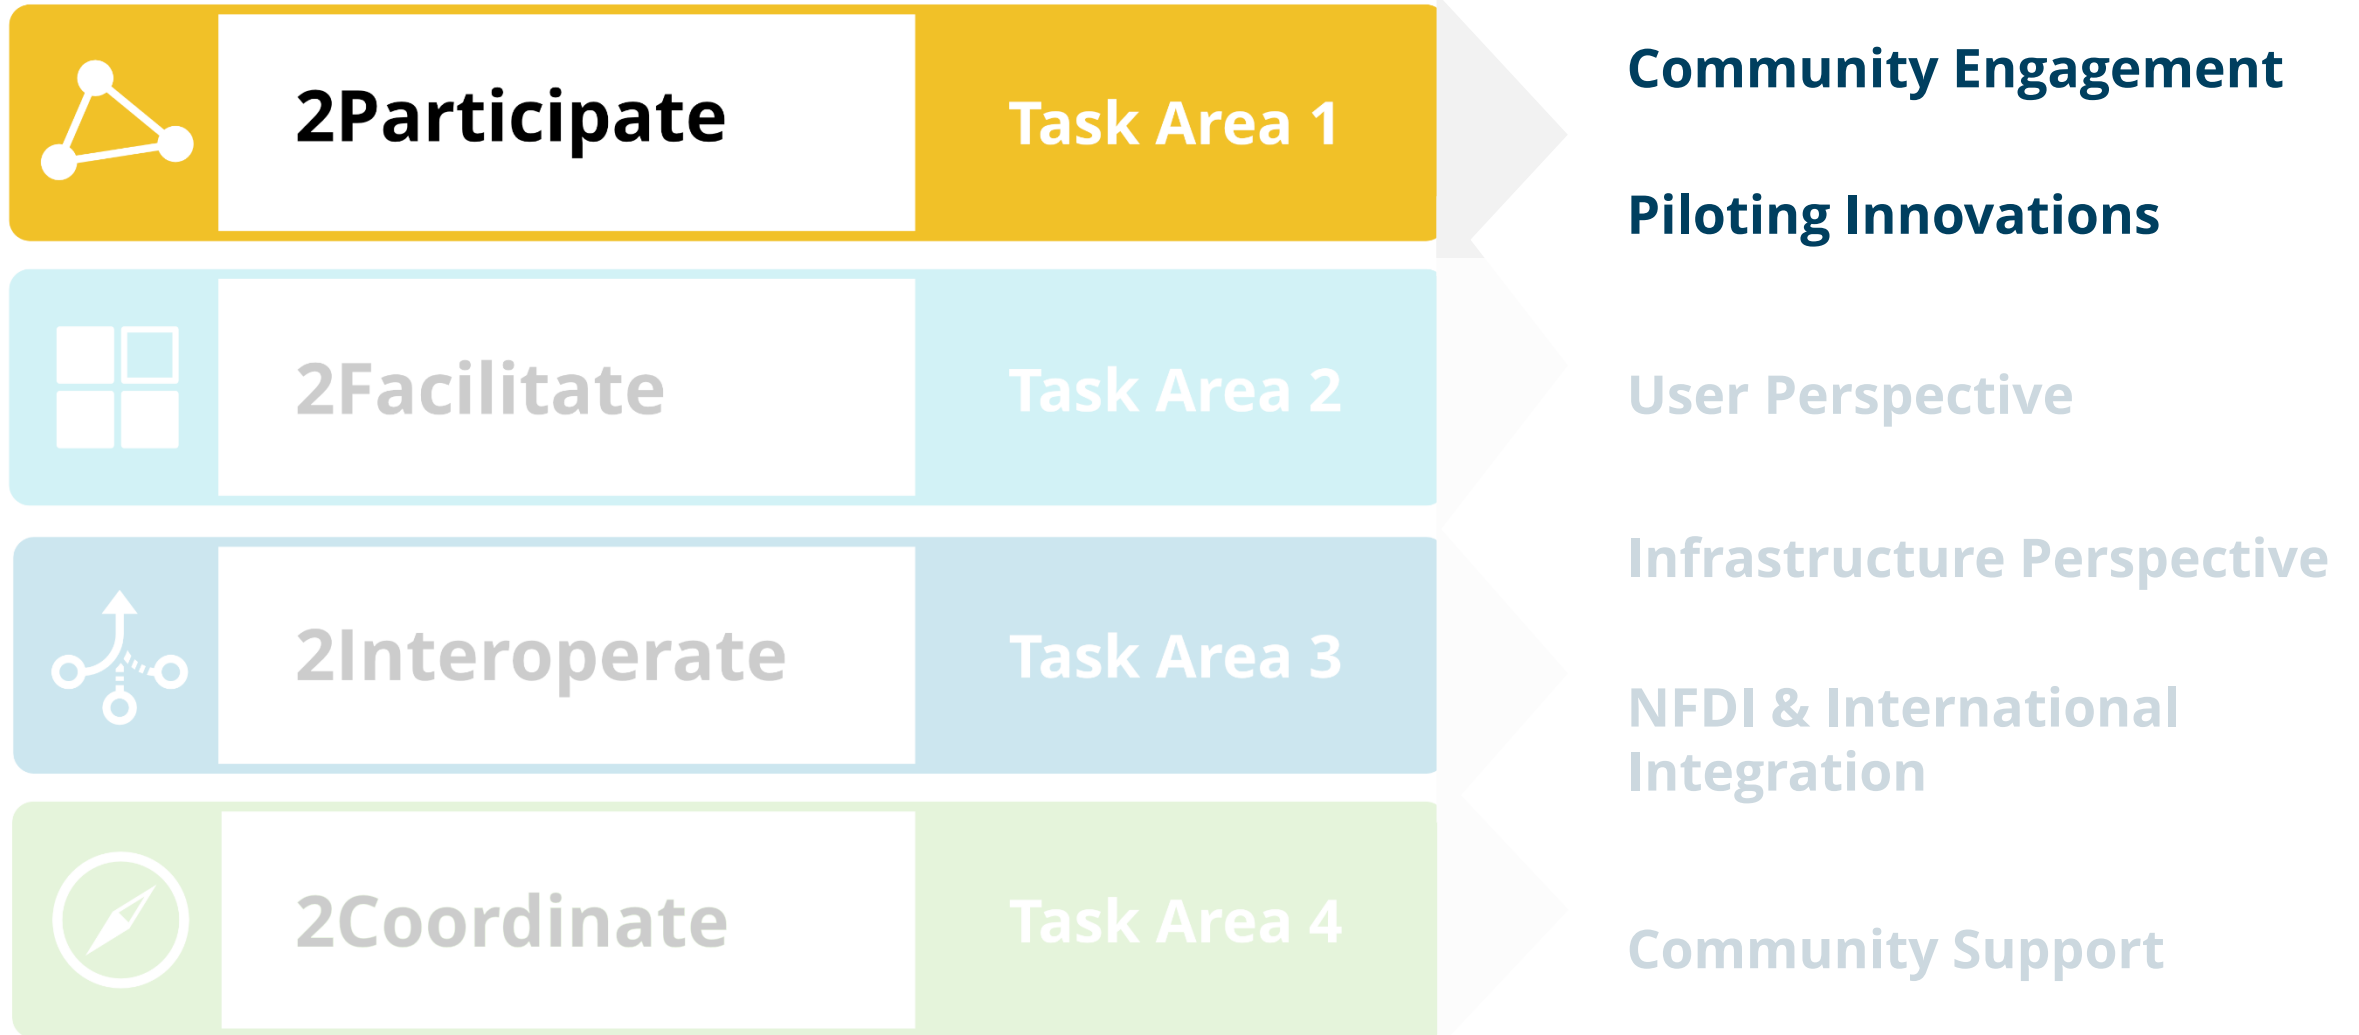 2Participate
Task Area 1
Community Engagement
Piloting Innovations
2Facilitate
Task Area 2
User Perspective
2Interoperate
Task Area 3
Infrastructure Perspective
NFDI & International
Integration
2Coordinate
Task Area 4
Community Support